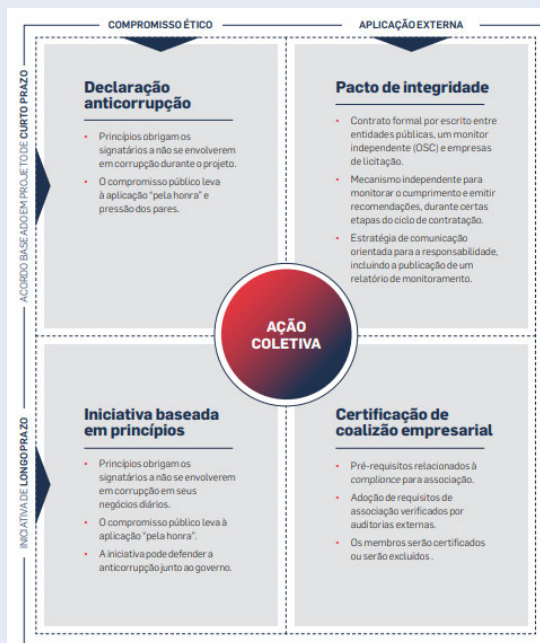 COMPROMISSO ÉTICO
APLICAÇÃO EXTERNA
ACORDO BASEADO EM PROJETO DE CURTO PRAZO
Declaração
anticorrupção
• Princípios obrigam os
signatários a não se envolverem
em corrupção durante o projeto.
• O compromisso público leva
à aplicação "pela honra" e
pressão dos pares.
Pacto de integridade
• Contrato formal por escrito entre
entidades públicas, um monitor
independente (OSC) e empresas
de licitação.
• Mecanismo independente para
monitorar o cumprimento e emitir
recomendações, durante certas
etapas do ciclo de contratação.
• Estratégia de comunicação
orientada para a responsabilidade,
incluindo a publicação de um
relatório de monitoramento.
AÇÃO
COLETIVA
INICIATIVA DE LONGO PRAZO
Iniciativa baseada
em princípios
• Princípios obrigam os
signatários a não se envolverem
em corrupção em seus
negócios diários.
• O compromisso público leva à
aplicação "pela honra".
• A iniciativa pode defender a
anticorrupção junto ao governo.
Certificação de
coalizão empresarial
• Pré-requisitos relacionados à
compliance para associação.
• Adoção de requisitos de
associação verificados por
auditorias externas.
• Os membros serão certificados
ou serão excluídos .